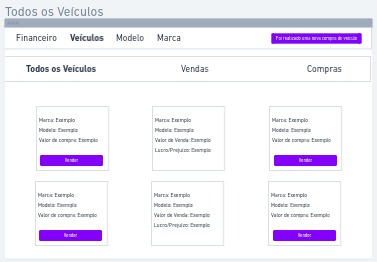 Todos os Veículos
Financeiro Veículos Modelo Marca
Foi realizado uma nova compra de veículo
Todos os Veículos Vendas Compras
Marca: Exemplo
Modelo: Exemplo
Valor de compra: Exemplo
Vender
Marca: Exemplo
Modelo: Exemplo
Valor de Venda: Exemplo
Lucro/Prejuízo: Exemplo
Marca: Exemplo
Modelo: Exemplo
Valor de compra: Exemplo
Vender
Marca: Exemplo
Modelo: Exemplo
Valor de compra: Exemplo
Vender
Marca: Exemplo
Modelo: Exemplo
Valor de Venda: Exemplo
Lucro/Prejuízo: Exemplo
Marca: Exemplo
Modelo: Exemplo
Valor de compra: Exemplo
Vender